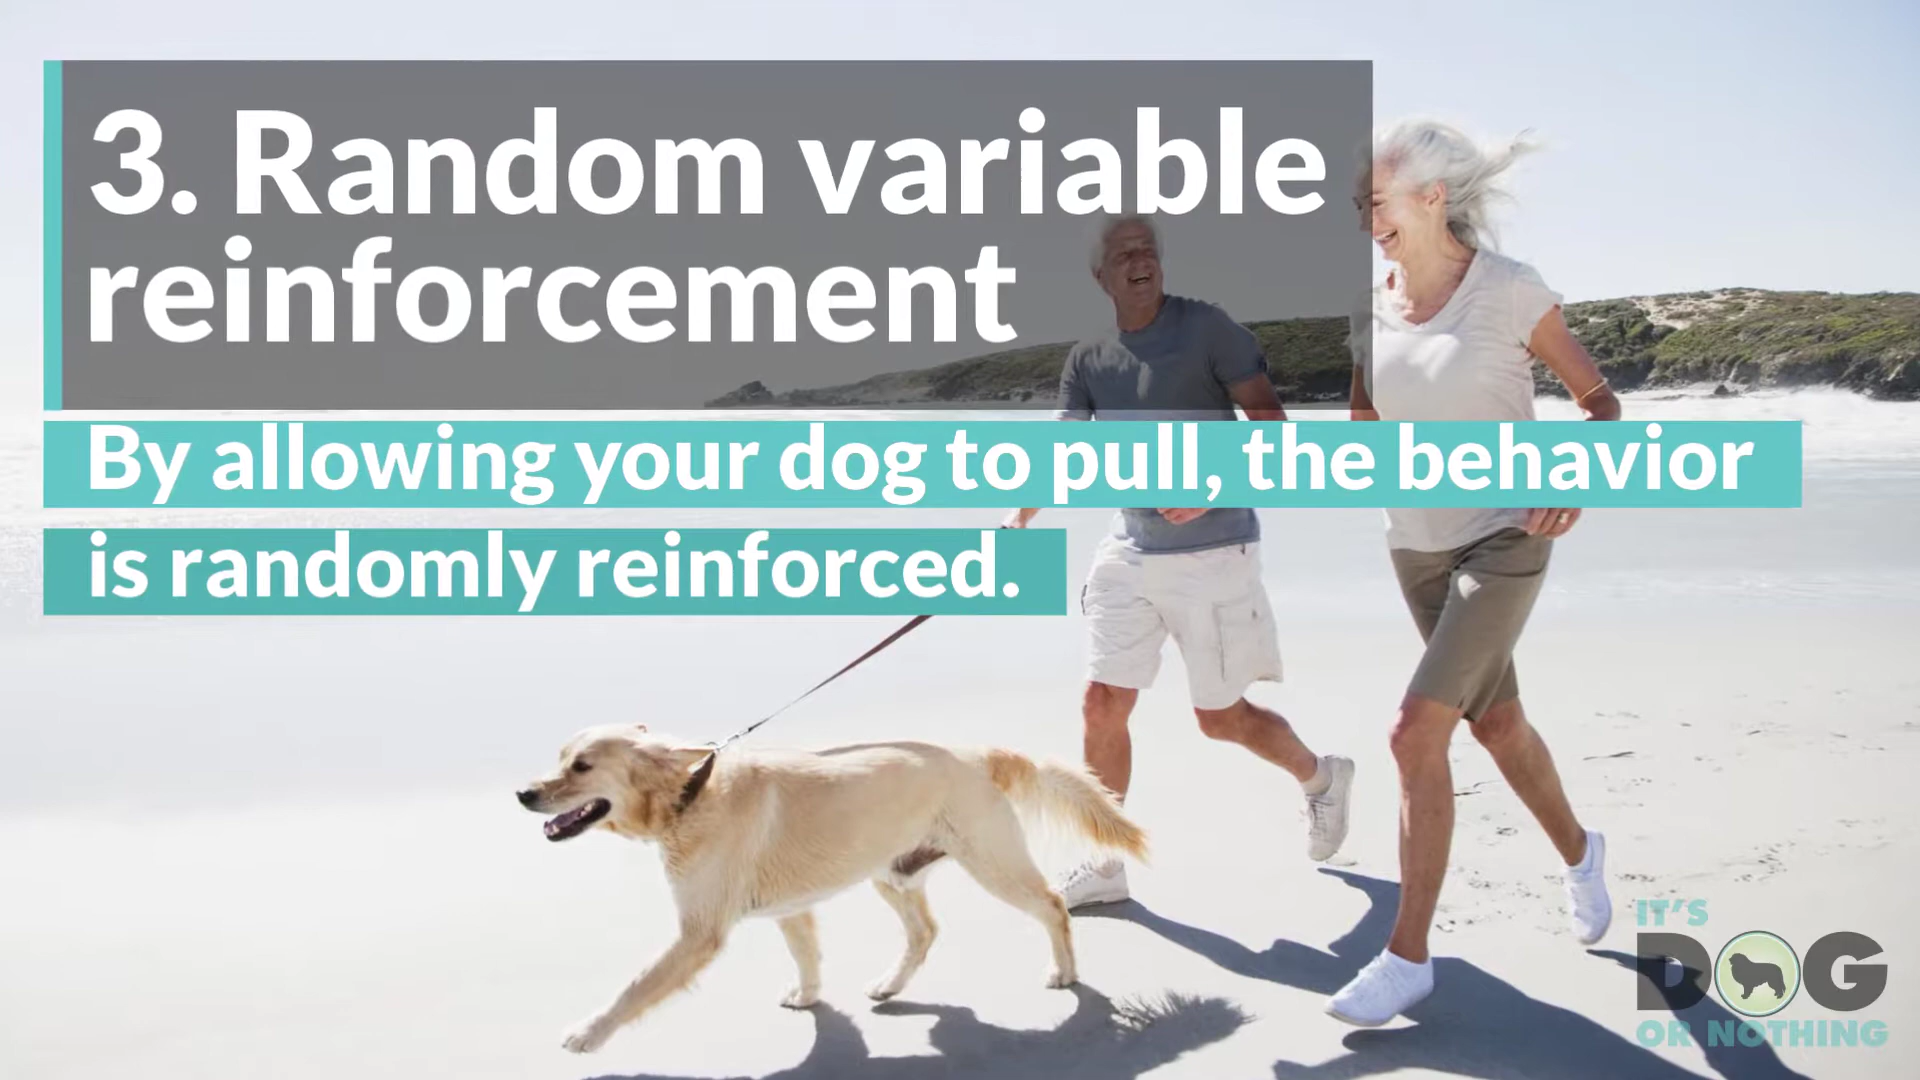 3. Random variable
reinforcement
By allowing your dog to pull, the behavior
is randomly reinforced.
IT'S
DOG
OR NOTHING